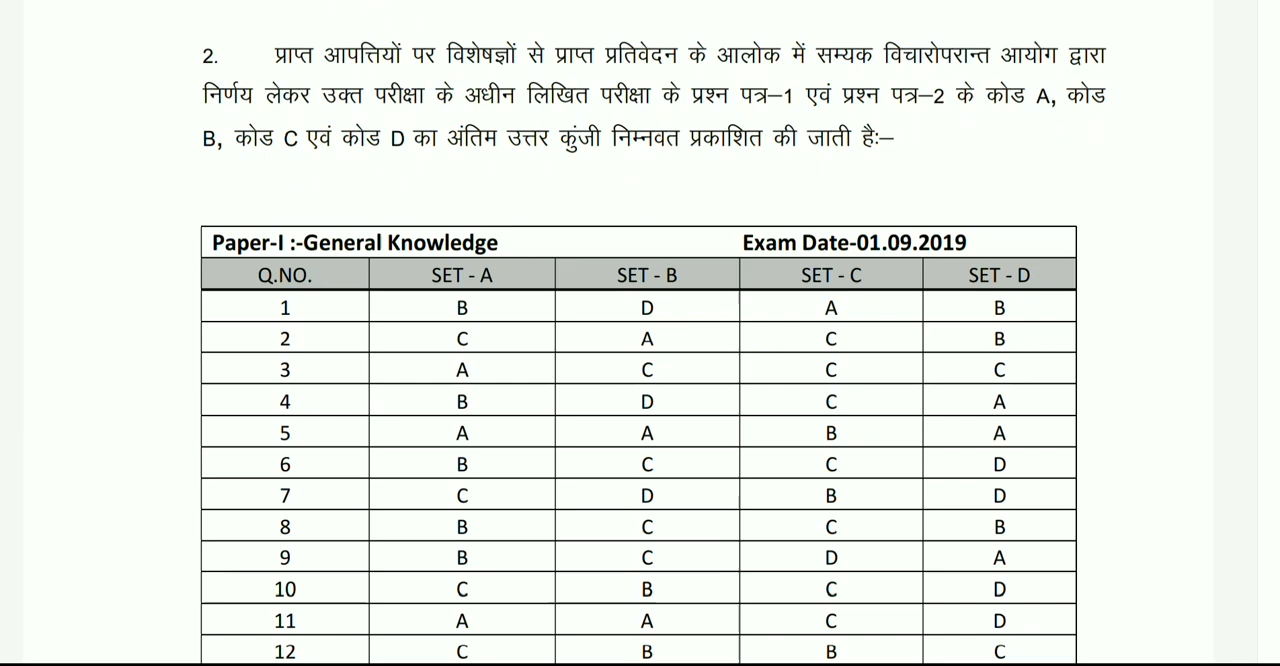 2. प्राप्त आपत्तियों पर विशेषज्ञों से प्राप्त प्रतिवेदन के आलोक में सम्यक विचारोपरान्त आयोग द्वारा
निर्णय लेकर उक्त परीक्षा के अधीन लिखित परीक्षा के प्रश्न पत्र–1 एवं प्रश्न पत्र–2 के कोड A, कोड
B, कोड C एवं कोड D का अंतिम उत्तर कुंजी निम्नवत प्रकाशित की जाती हैः–
Paper-I :-General Knowledge Exam Date-01.09.2019
Q.NO. SET - A SET - B SET - C SET - D
1 B D A B
2 C A C B
3 A C C C
4 B D C A
5 A A B A
6 B C C D
7 C D B D
8 B C C B
9 B C D A
10 C B C D
11 A A C D
12 C B B C